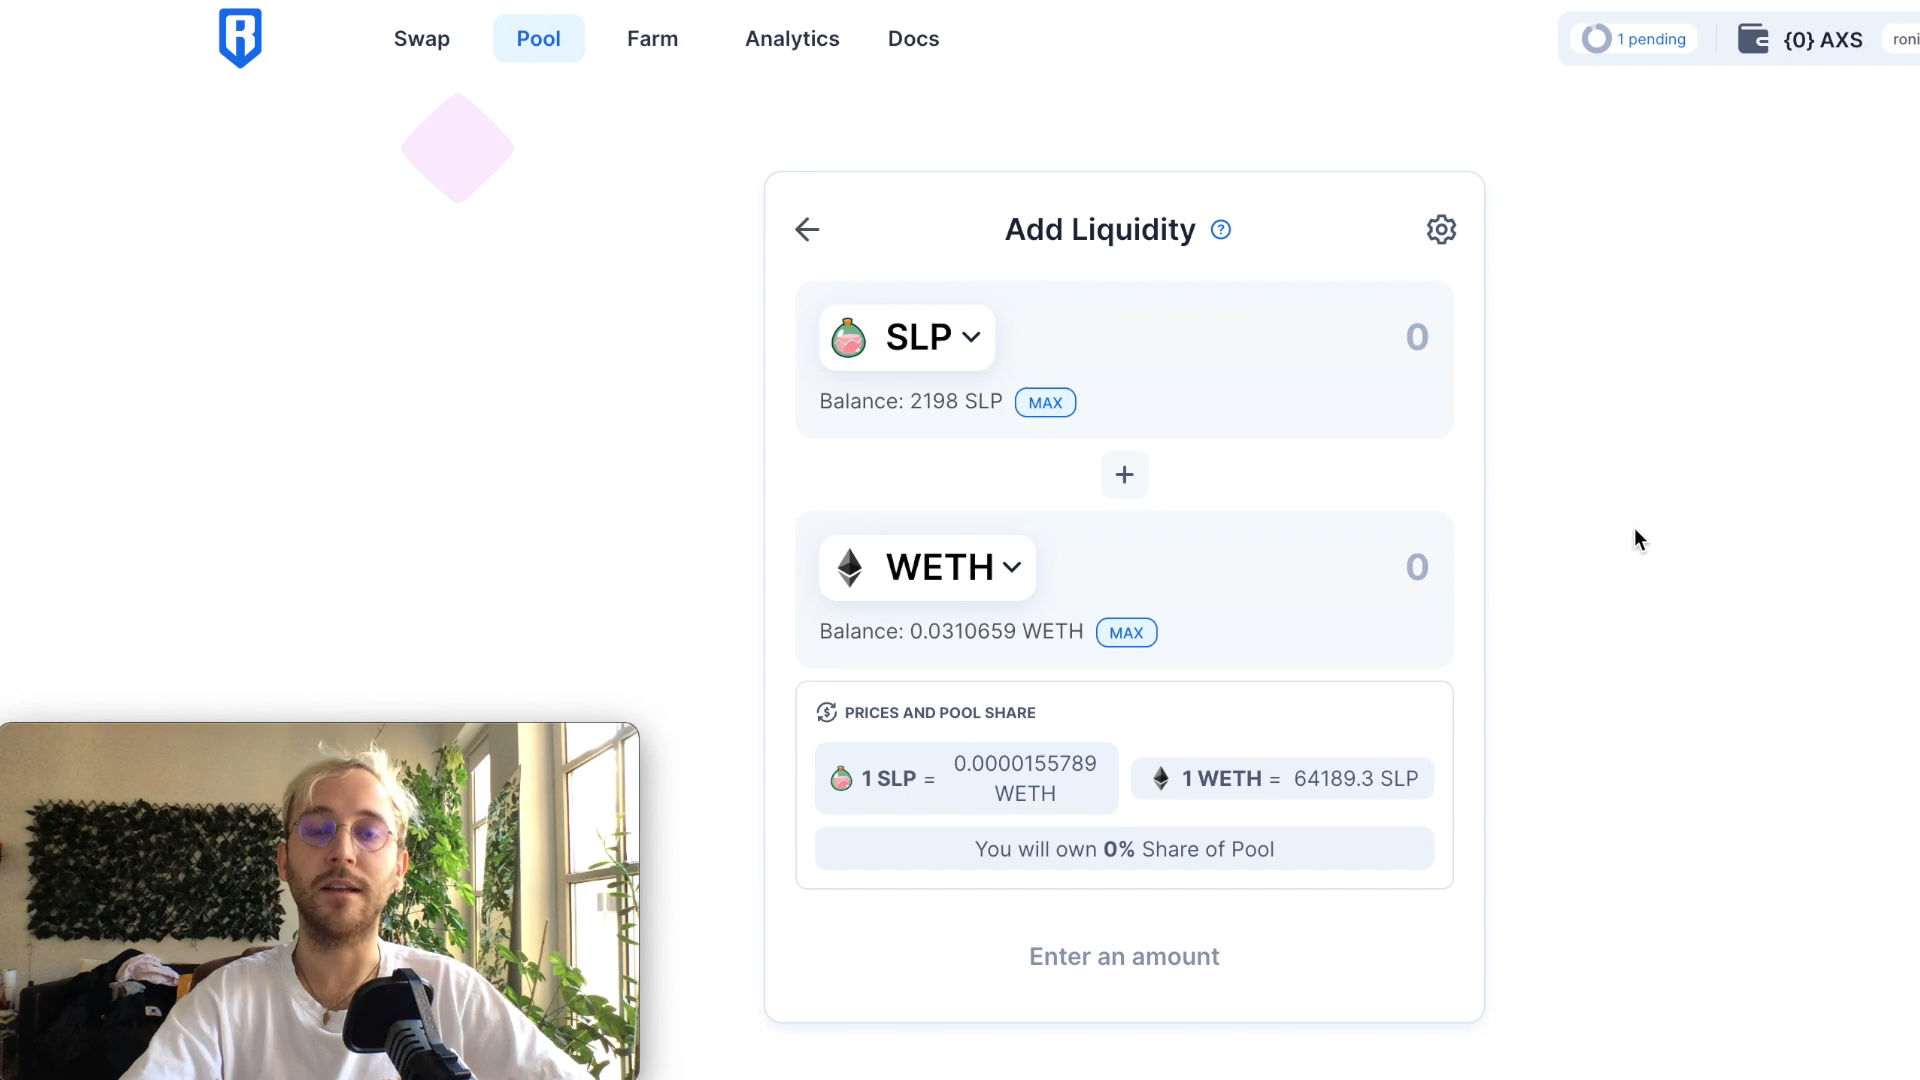 Swap
Pool
Farm
Analytics
Docs
1 pending
{0} AXS
roni
Add Liquidity
SLP
0
Balance: 2198 SLP
MAX
+
WETH
0
Balance: 0.0310659 WETH
MAX
PRICES AND POOL SHARE
1 SLP = 0.0000155789
WETH
1 WETH = 64189.3 SLP
You will own 0% Share of Pool
Enter an amount